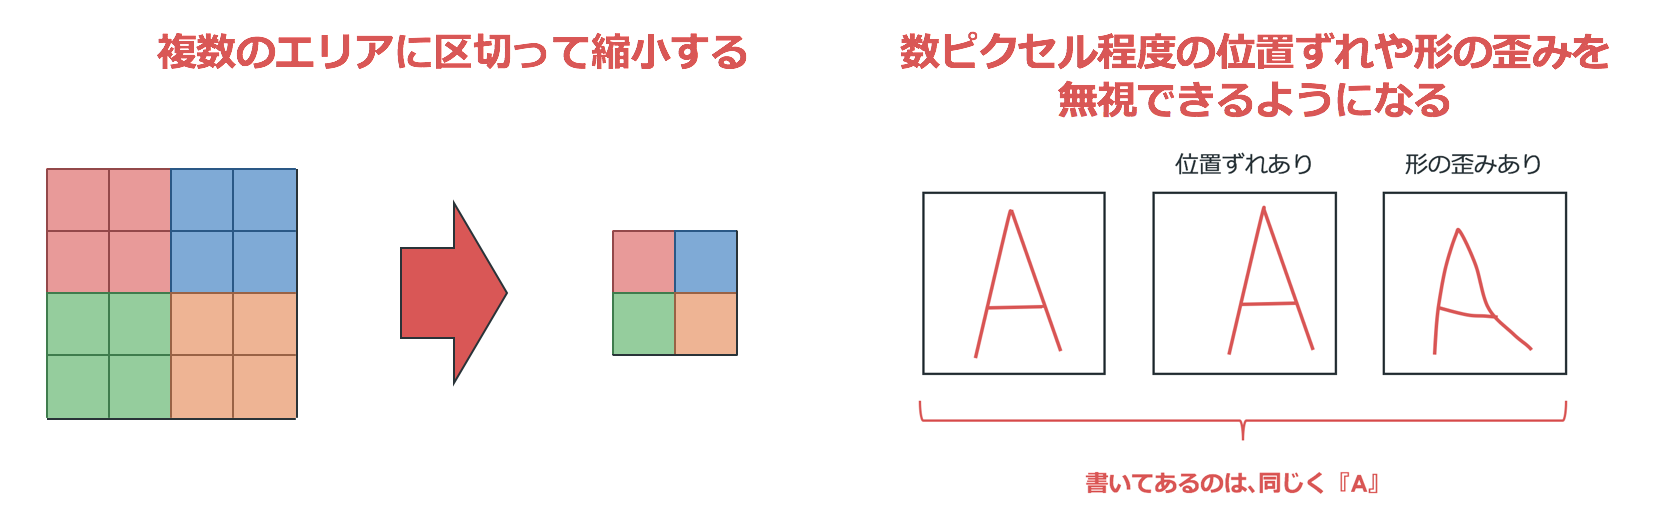 複数のエリアに区切って縮小する
数ピクセル程度の位置ずれや形の歪みを
無視できるようになる
位置ずれあり
形の歪みあり
A
A
A
書いてあるのは、同じく『A』